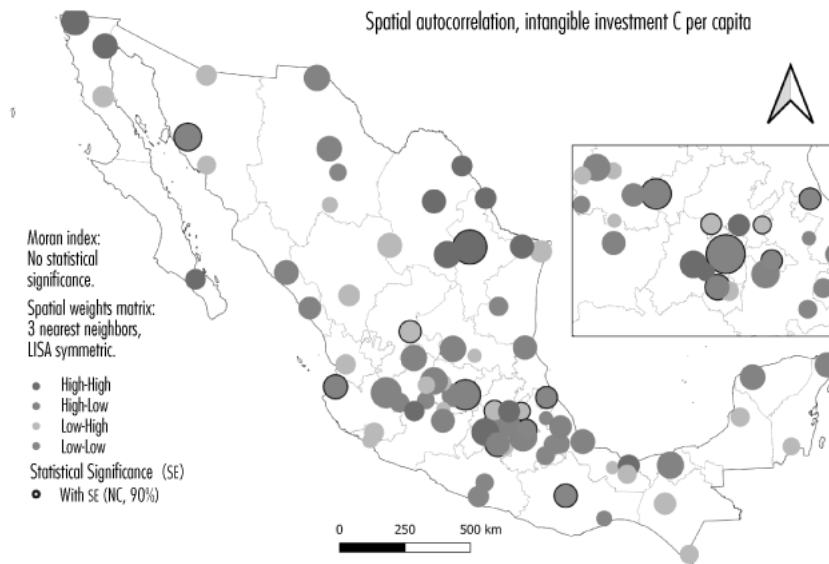 Spatial autocorrelation, intangible investment C per capita
Moran index:
No statistical
significance.
Spatial weights matrix:
3 nearest neighbors,
LISA symmetric.
High-High
High-Low
Low-High
Low-Low
Statistical Significance (SE)
With SE (NC, 90%)
0 250 500 km